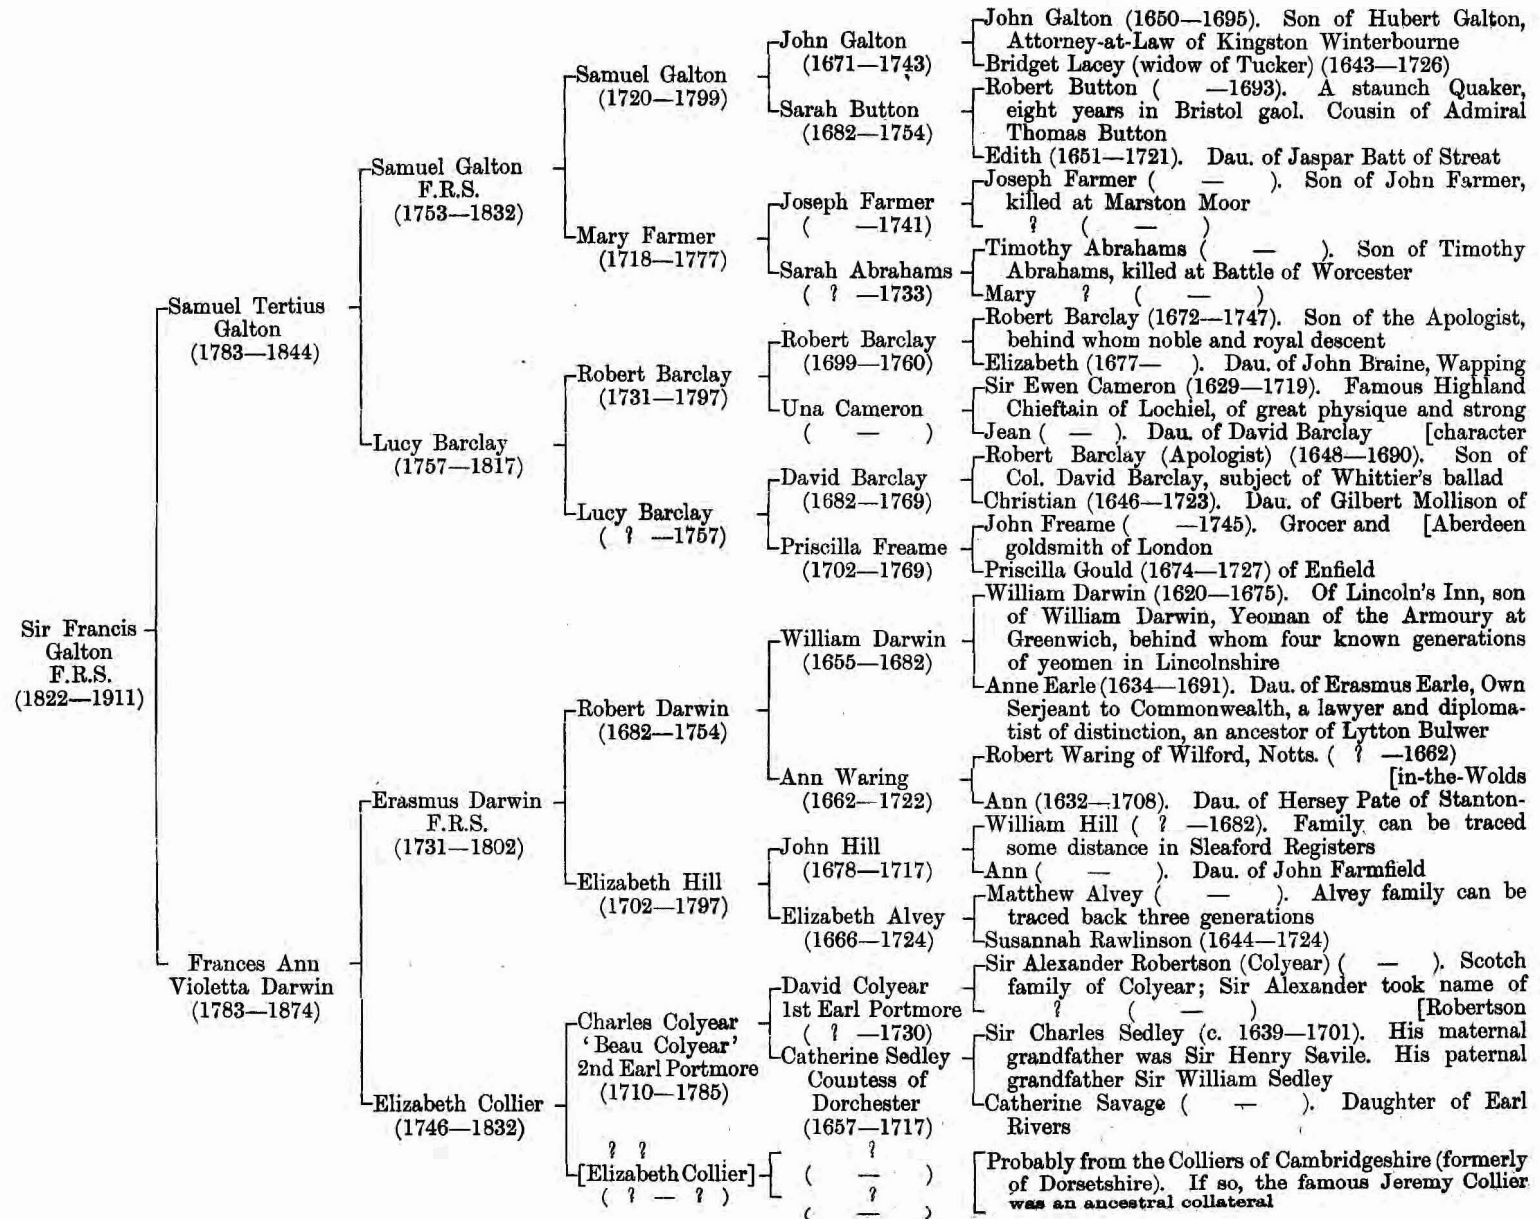 Sir Francis
Galton
F.R.S.
(1822—1911)
Samuel Tertius
Galton
(1783—1844)
Frances Ann
Violetta Darwin
(1783—1874)
Samuel Galton
F.R.S.
(1753—1832)
Lucy Barclay
(1757—1817)
Erasmus Darwin
F.R.S.
(1731—1802)
Elizabeth Collier
(1746—1832)
Samuel Galton
(1720—1799)
Mary Farmer
(1718—1777)
Robert Barclay
(1731—1797)
Lucy Barclay
( ? —1757)
Robert Darwin
(1682—1754)
Elizabeth Hill
(1702—1797)
Charles Colyear
'Beau Colyear'
2nd Earl Portmore
(1710—1785)
? ?
[Elizabeth Collier]
( ? — ? )
John Galton
(1671—1743)
Sarah Button
(1682—1754)
Joseph Farmer
( —1741)
Sarah Abrahams
( ? —1733)
Robert Barclay
(1699—1760)
Una Cameron
( — )
David Barclay
(1682—1769)
Priscilla Freame
(1702—1769)
William Darwin
(1655—1682)
Ann Waring
(1662—1722)
John Hill
(1678—1717)
Elizabeth Alvey
(1666—1724)
David Colyear
1st Earl Portmore
( ? —1730)
Catherine Sedley
Countess of
Dorchester
(1657—1717)
?
( — )
?
( — )
John Galton (1650—1695). Son of Hubert Galton,
Attorney-at-Law of Kingston Winterbourne
Bridget Lacey (widow of Tucker) (1643—1726)
Robert Button ( —1693). A staunch Quaker,
eight years in Bristol gaol. Cousin of Admiral
Thomas Button
Edith (1651—1721). Dau. of Jaspar Batt of Streat
Joseph Farmer ( — ). Son of John Farmer,
killed at Marston Moor
? ( — )
Timothy Abrahams ( — ). Son of Timothy
Abrahams, killed at Battle of Worcester
Mary ? ( — )
Robert Barclay (1672—1747). Son of the Apologist,
behind whom noble and royal descent
Elizabeth (1677— ). Dau. of John Braine, Wapping
Sir Ewen Cameron (1629—1719). Famous Highland
Chieftain of Lochiel, of great physique and strong
Jean ( — ). Dau. of David Barclay [character
Robert Barclay (Apologist) (1648—1690). Son of
Col. David Barclay, subject of Whittier's ballad
Christian (1646—1723). Dau. of Gilbert Mollison of
John Freame ( —1745). Grocer and [Aberdeen
goldsmith of London
Priscilla Gould (1674—1727) of Enfield
William Darwin (1620—1675). Of Lincoln's Inn, son
of William Darwin, Yeoman of the Armoury at
Greenwich, behind whom four known generations
of yeomen in Lincolnshire
Anne Earle (1634—1691). Dau. of Erasmus Earle, Own
Serjeant to Commonwealth, a lawyer and diploma-
tist of distinction, an ancestor of Lytton Bulwer
Robert Waring of Wilford, Notts. ( ? —1662)
[in-the-Wolds
Ann (1632—1708). Dau. of Hersey Pate of Stanton-
William Hill ( ? —1682). Family can be traced
some distance in Sleaford Registers
Ann ( — ). Dau. of John Farmfield
Matthew Alvey ( — ). Alvey family can be
traced back three generations
Susannah Rawlinson (1644—1724)
Sir Alexander Robertson (Colyear) ( — ). Scotch
family of Colyear; Sir Alexander took name of
? ( — ) [Robertson
Sir Charles Sedley (c. 1639—1701). His maternal
grandfather was Sir Henry Savile. His paternal
grandfather Sir William Sedley
Catherine Savage ( — ). Daughter of Earl
Rivers
Probably from the Colliers of Cambridgeshire (formerly
of Dorsetshire). If so, the famous Jeremy Collier
was an ancestral collateral